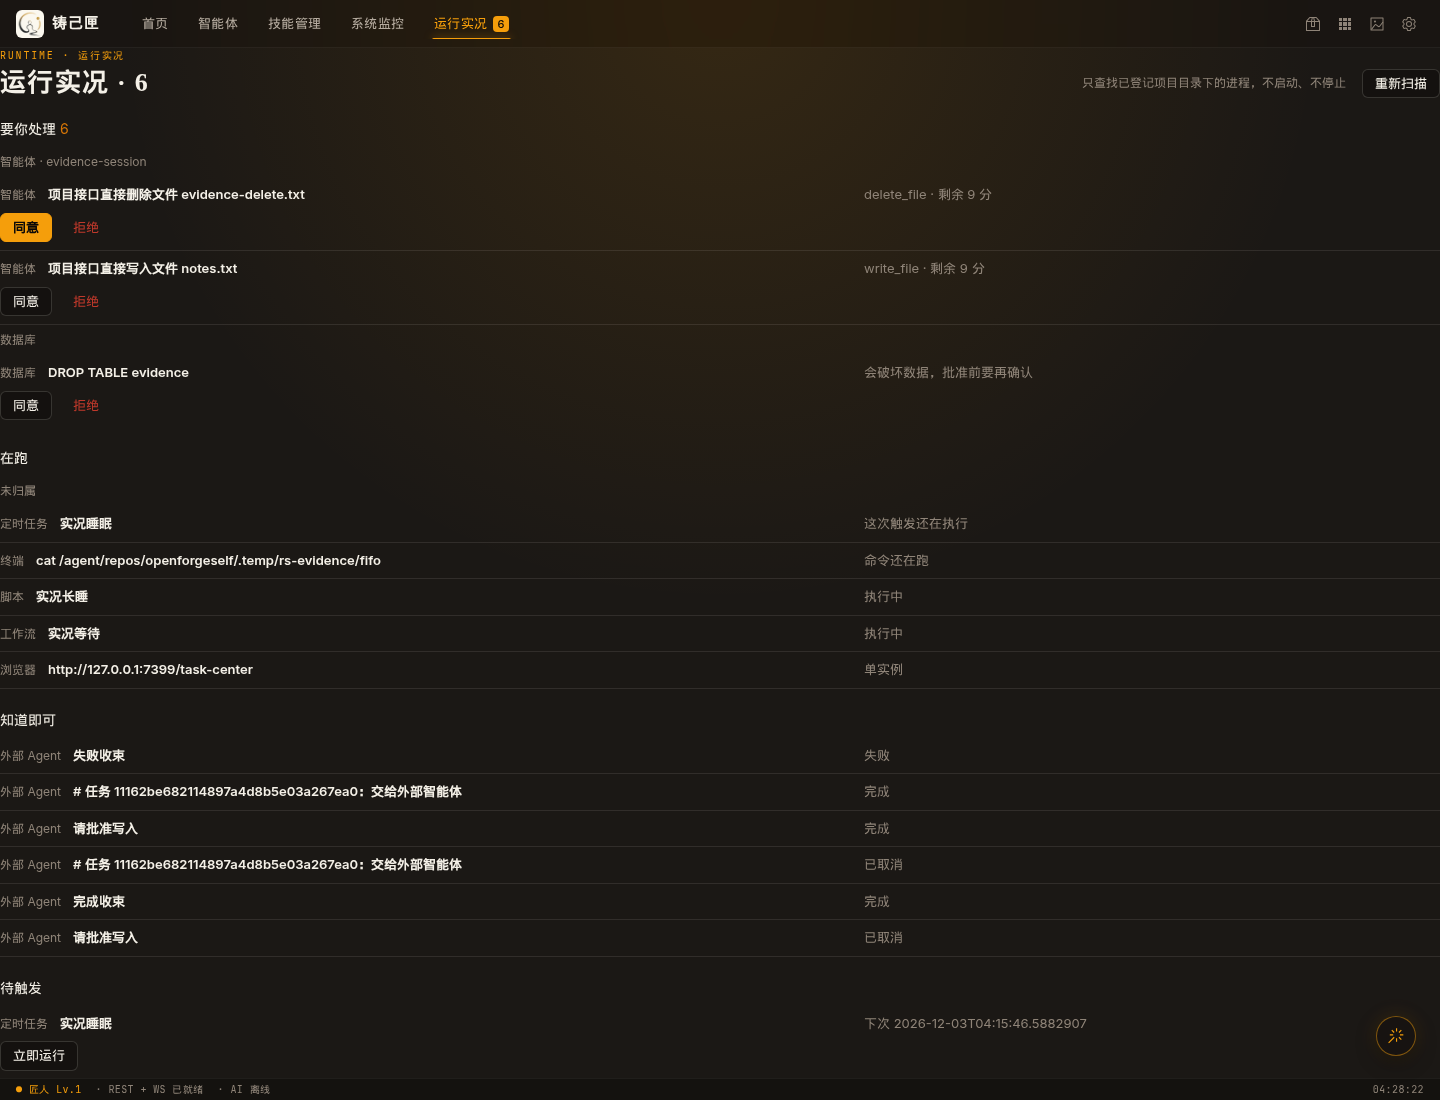 铸己匣 首页 智能体 技能管理 系统监控 运行实况 6
RUNTIME · 运行实况
运行实况 · 6
只查找已登记项目目录下的进程，不启动、不停止 重新扫描
要你处理 6
智能体 · evidence-session
智能体 项目接口直接删除文件 evidence-delete.txt delete_file · 剩余 9 分
同意 拒绝
智能体 项目接口直接写入文件 notes.txt write_file · 剩余 9 分
同意 拒绝
数据库
数据库 DROP TABLE evidence 会破坏数据，批准前要再确认
同意 拒绝
在跑
未归属
定时任务 实况睡眠 这次触发还在执行
终端 cat /agent/repos/openforgeself/.temp/rs-evidence/fifo 命令还在跑
脚本 实况长睡 执行中
工作流 实况等待 执行中
浏览器 http://127.0.0.1:7399/task-center 单实例
知道即可
外部 Agent 失败收束 失败
外部 Agent # 任务 11162be682114897a4d8b5e03a267ea0：交给外部智能体 完成
外部 Agent 请批准写入 完成
外部 Agent # 任务 11162be682114897a4d8b5e03a267ea0：交给外部智能体 已取消
外部 Agent 完成收束 完成
外部 Agent 请批准写入 已取消
待触发
定时任务 实况睡眠 下次 2026-12-03T04:15:46.5882907
立即运行
匠人 Lv.1 · REST + WS 已就绪 · AI 离线 04:28:22